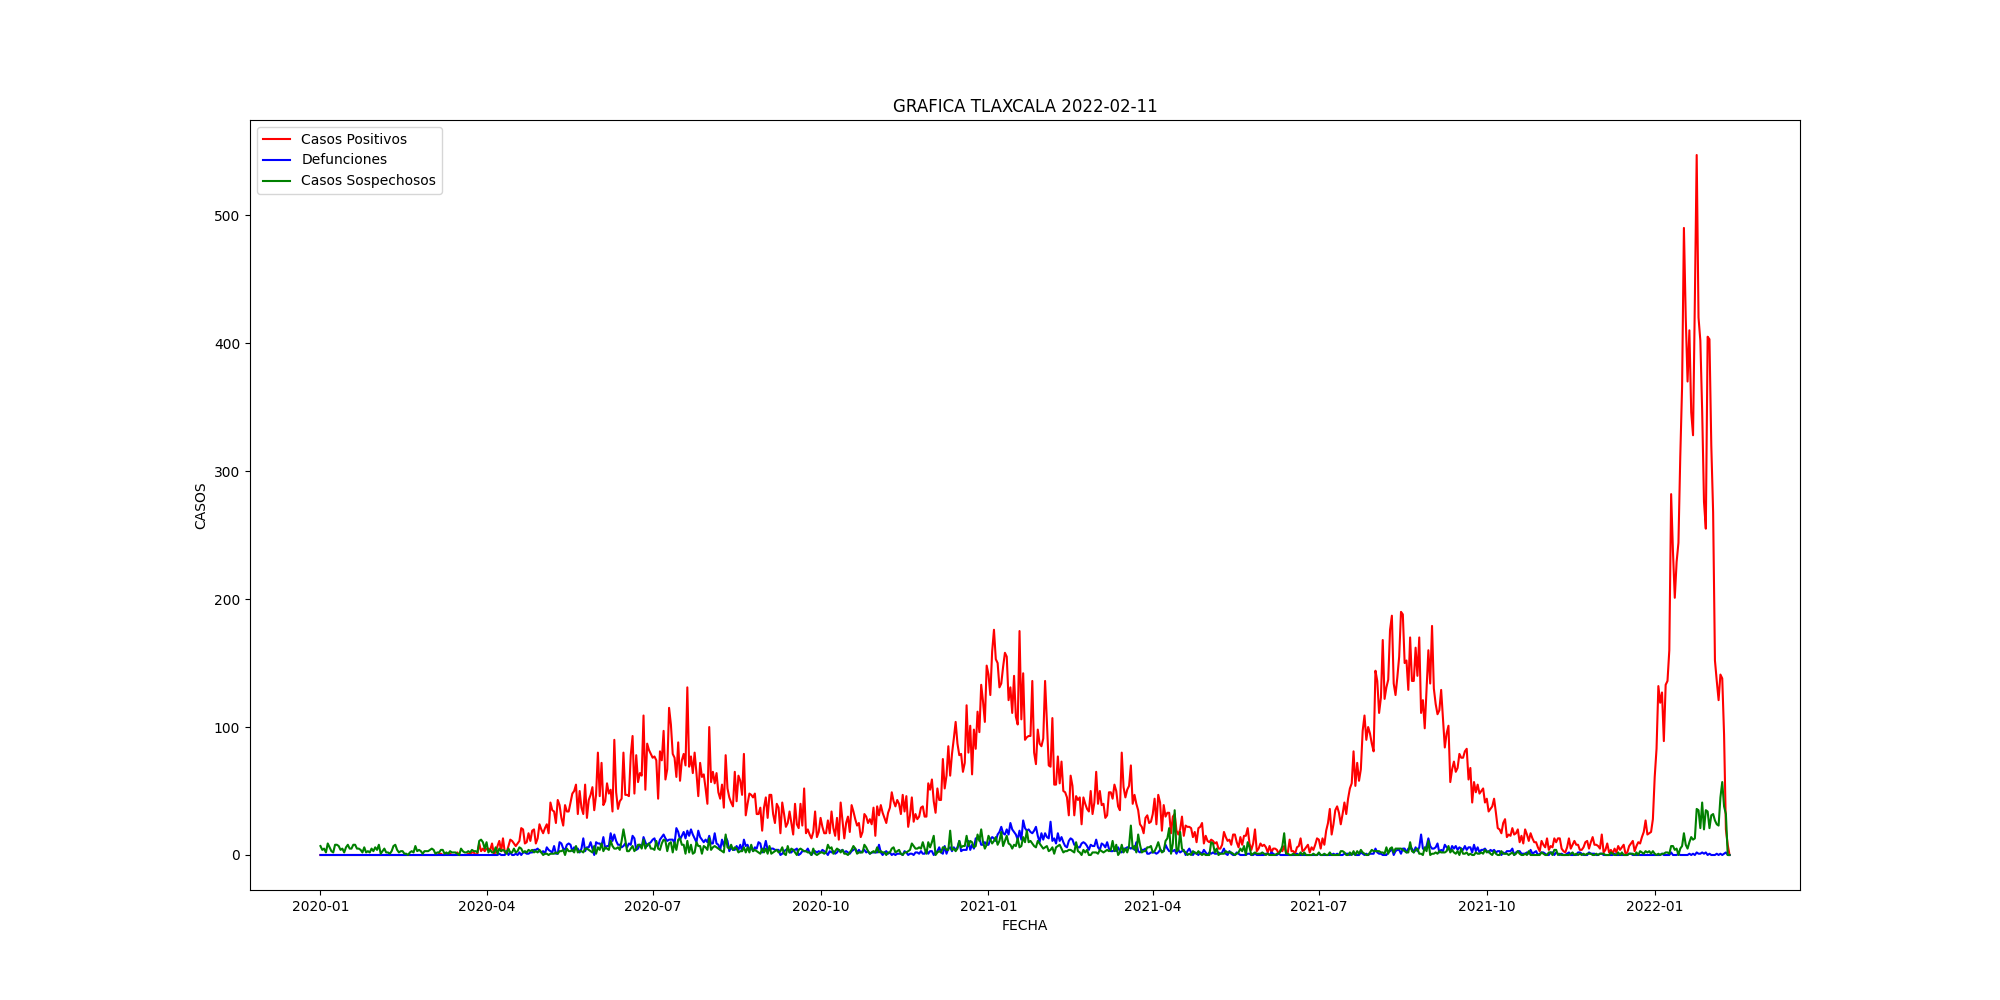 GRAFICA TLAXCALA 2022-02-11
Casos Positivos
Defunciones
Casos Sospechosos
CASOS
500
400
300
200
100
0
2020-01
2020-04
2020-07
2020-10
2021-01
2021-04
2021-07
2021-10
2022-01
FECHA